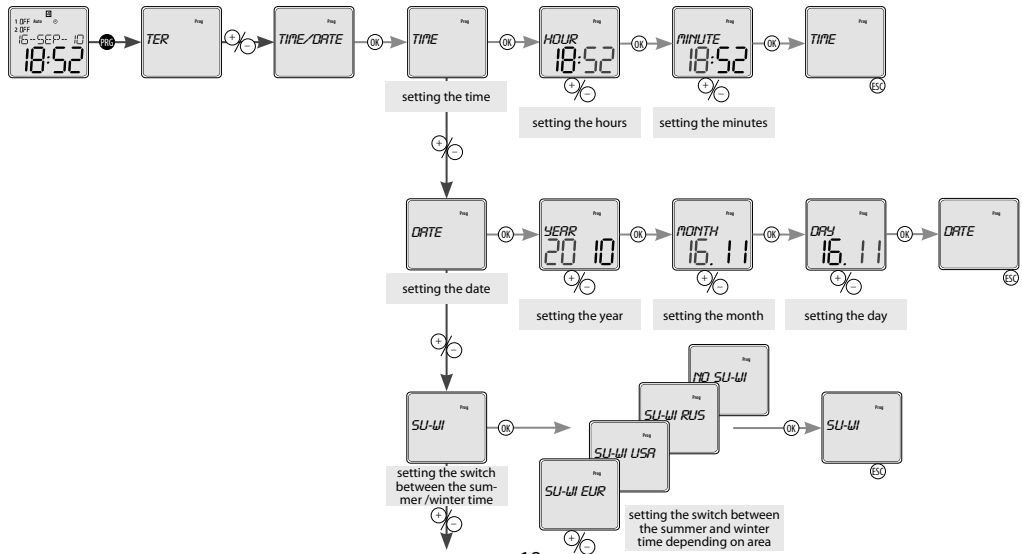 1 OFF Auto
2 OFF
16-SEP-10
18:52
PRG
Prog
TER
+
−
Prog
TIME/DATE
OK
Prog
TIME
OK
Prog
HOUR
18:52
OK
Prog
MINUTE
18:52
OK
Prog
TIME
ESC
setting the time
+
−
setting the hours
+
−
setting the minutes
+
−
Prog
DATE
OK
Prog
YEAR
20 10
OK
Prog
MONTH
16. 11
OK
Prog
DAY
16. 11
OK
Prog
DATE
ESC
setting the date
+
−
setting the year
+
−
setting the month
+
−
setting the day
+
−
Prog
SU-WI
OK
Prog
NO SU-WI
Prog
SU-WI RUS
Prog
SU-WI USA
Prog
SU-WI EUR
OK
Prog
SU-WI
ESC
setting the switch
between the sum-
mer /winter time
+
−
+
−
setting the switch between
the summer and winter
time depending on area